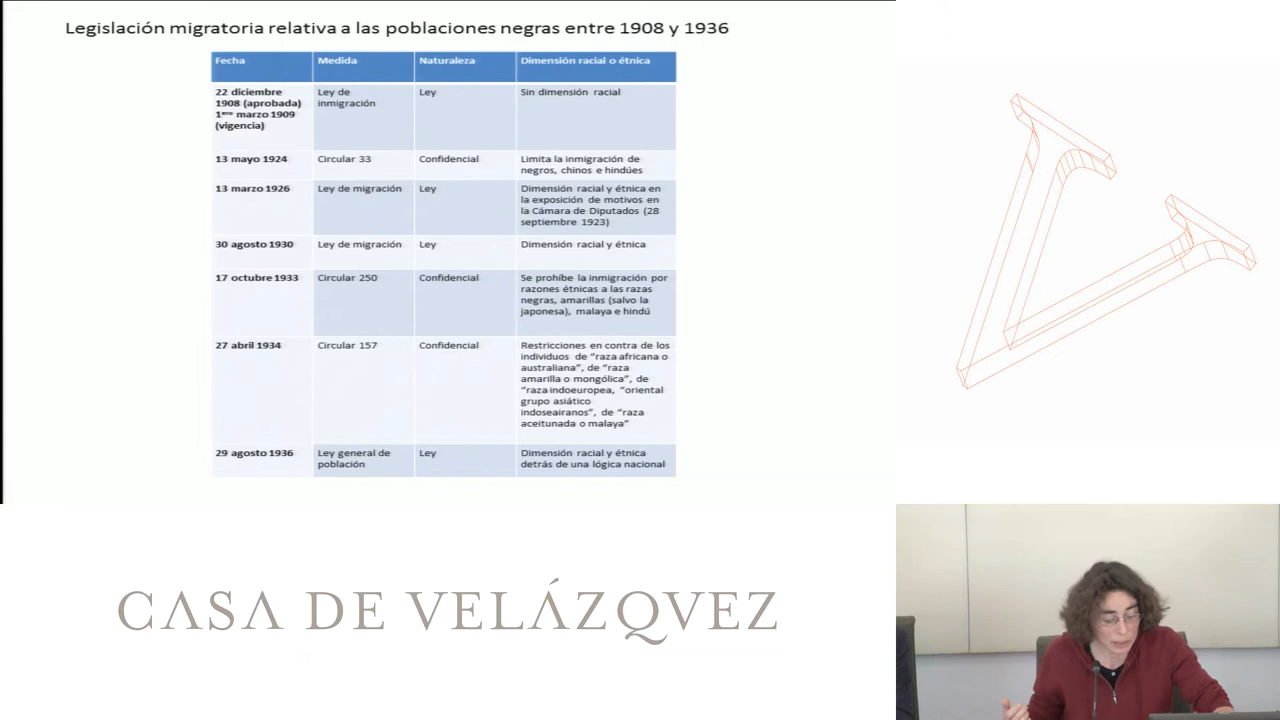 Legislación migratoria relativa a las poblaciones negras entre 1908 y 1936
Fecha Medida Naturaleza Dimensión racial o étnica
22 diciembre
1908 (aprobada)
1ero marzo 1909
(vigencia)
Ley de
inmigración
Ley
Sin dimensión racial
13 mayo 1924
Circular 33
Confidencial
Limita la inmigración de
negros, chinos e hindúes
13 marzo 1926
Ley de migración
Ley
Dimensión racial y étnica en
la exposición de motivos en
la Cámara de Diputados (28
septiembre 1923)
30 agosto 1930
Ley de migración
Ley
Dimensión racial y étnica
17 octubre 1933
Circular 250
Confidencial
Se prohíbe la inmigración por
razones étnicas a las razas
negras, amarillas (salvo la
japonesa), malaya e hindú
27 abril 1934
Circular 157
Confidencial
Restricciones en contra de los
individuos de “raza africana o
australiana”, de “raza
amarilla o mongólica”, de
“raza indoeuropea, “oriental
grupo asiático
indoseairanos”, de “raza
aceitunada o malaya”
29 agosto 1936
Ley general de
población
Ley
Dimensión racial y étnica
detrás de una lógica nacional
CASA DE VELÁZQVEZ